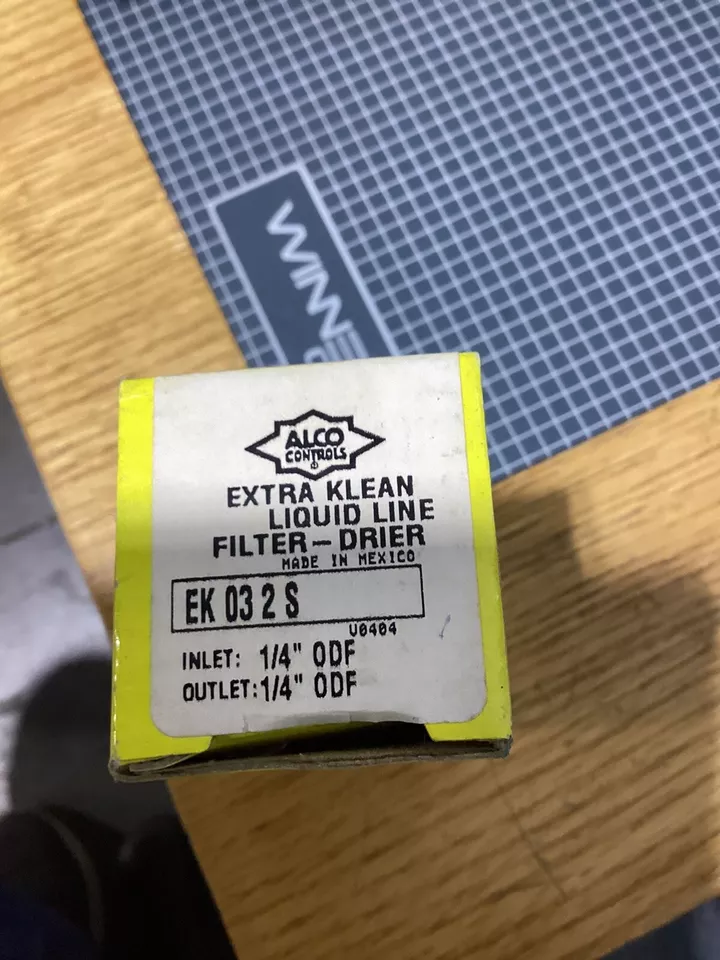 ALCO
CONTROLS
EXTRA KLEAN
LIQUID LINE
FILTER-DRIER
MADE IN MEXICO
EK 03 2 S
V0404
INLET: 1/4" ODF
OUTLET: 1/4" ODF